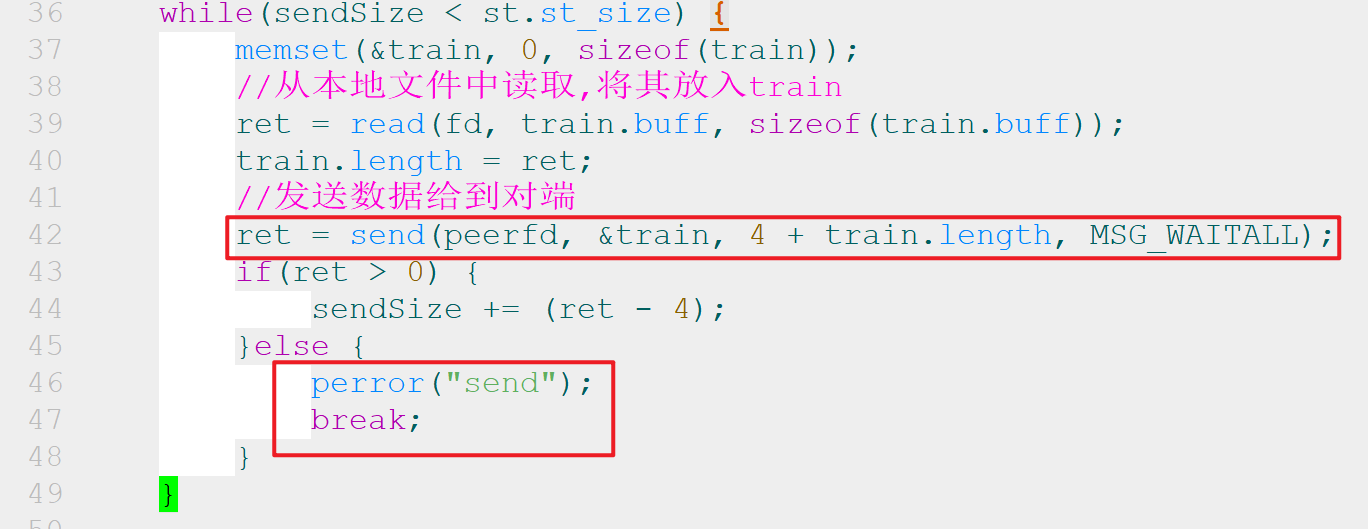 36 while(sendSize < st.st_size) {
37 memset(&train, 0, sizeof(train));
38 //从本地文件中读取,将其放入train
39 ret = read(fd, train.buff, sizeof(train.buff));
40 train.length = ret;
41 //发送数据给到对端
42 ret = send(peerfd, &train, 4 + train.length, MSG_WAITALL);
43 if(ret > 0) {
44 sendSize += (ret - 4);
45 }else {
46 perror("send");
47 break;
48 }
49 }
50